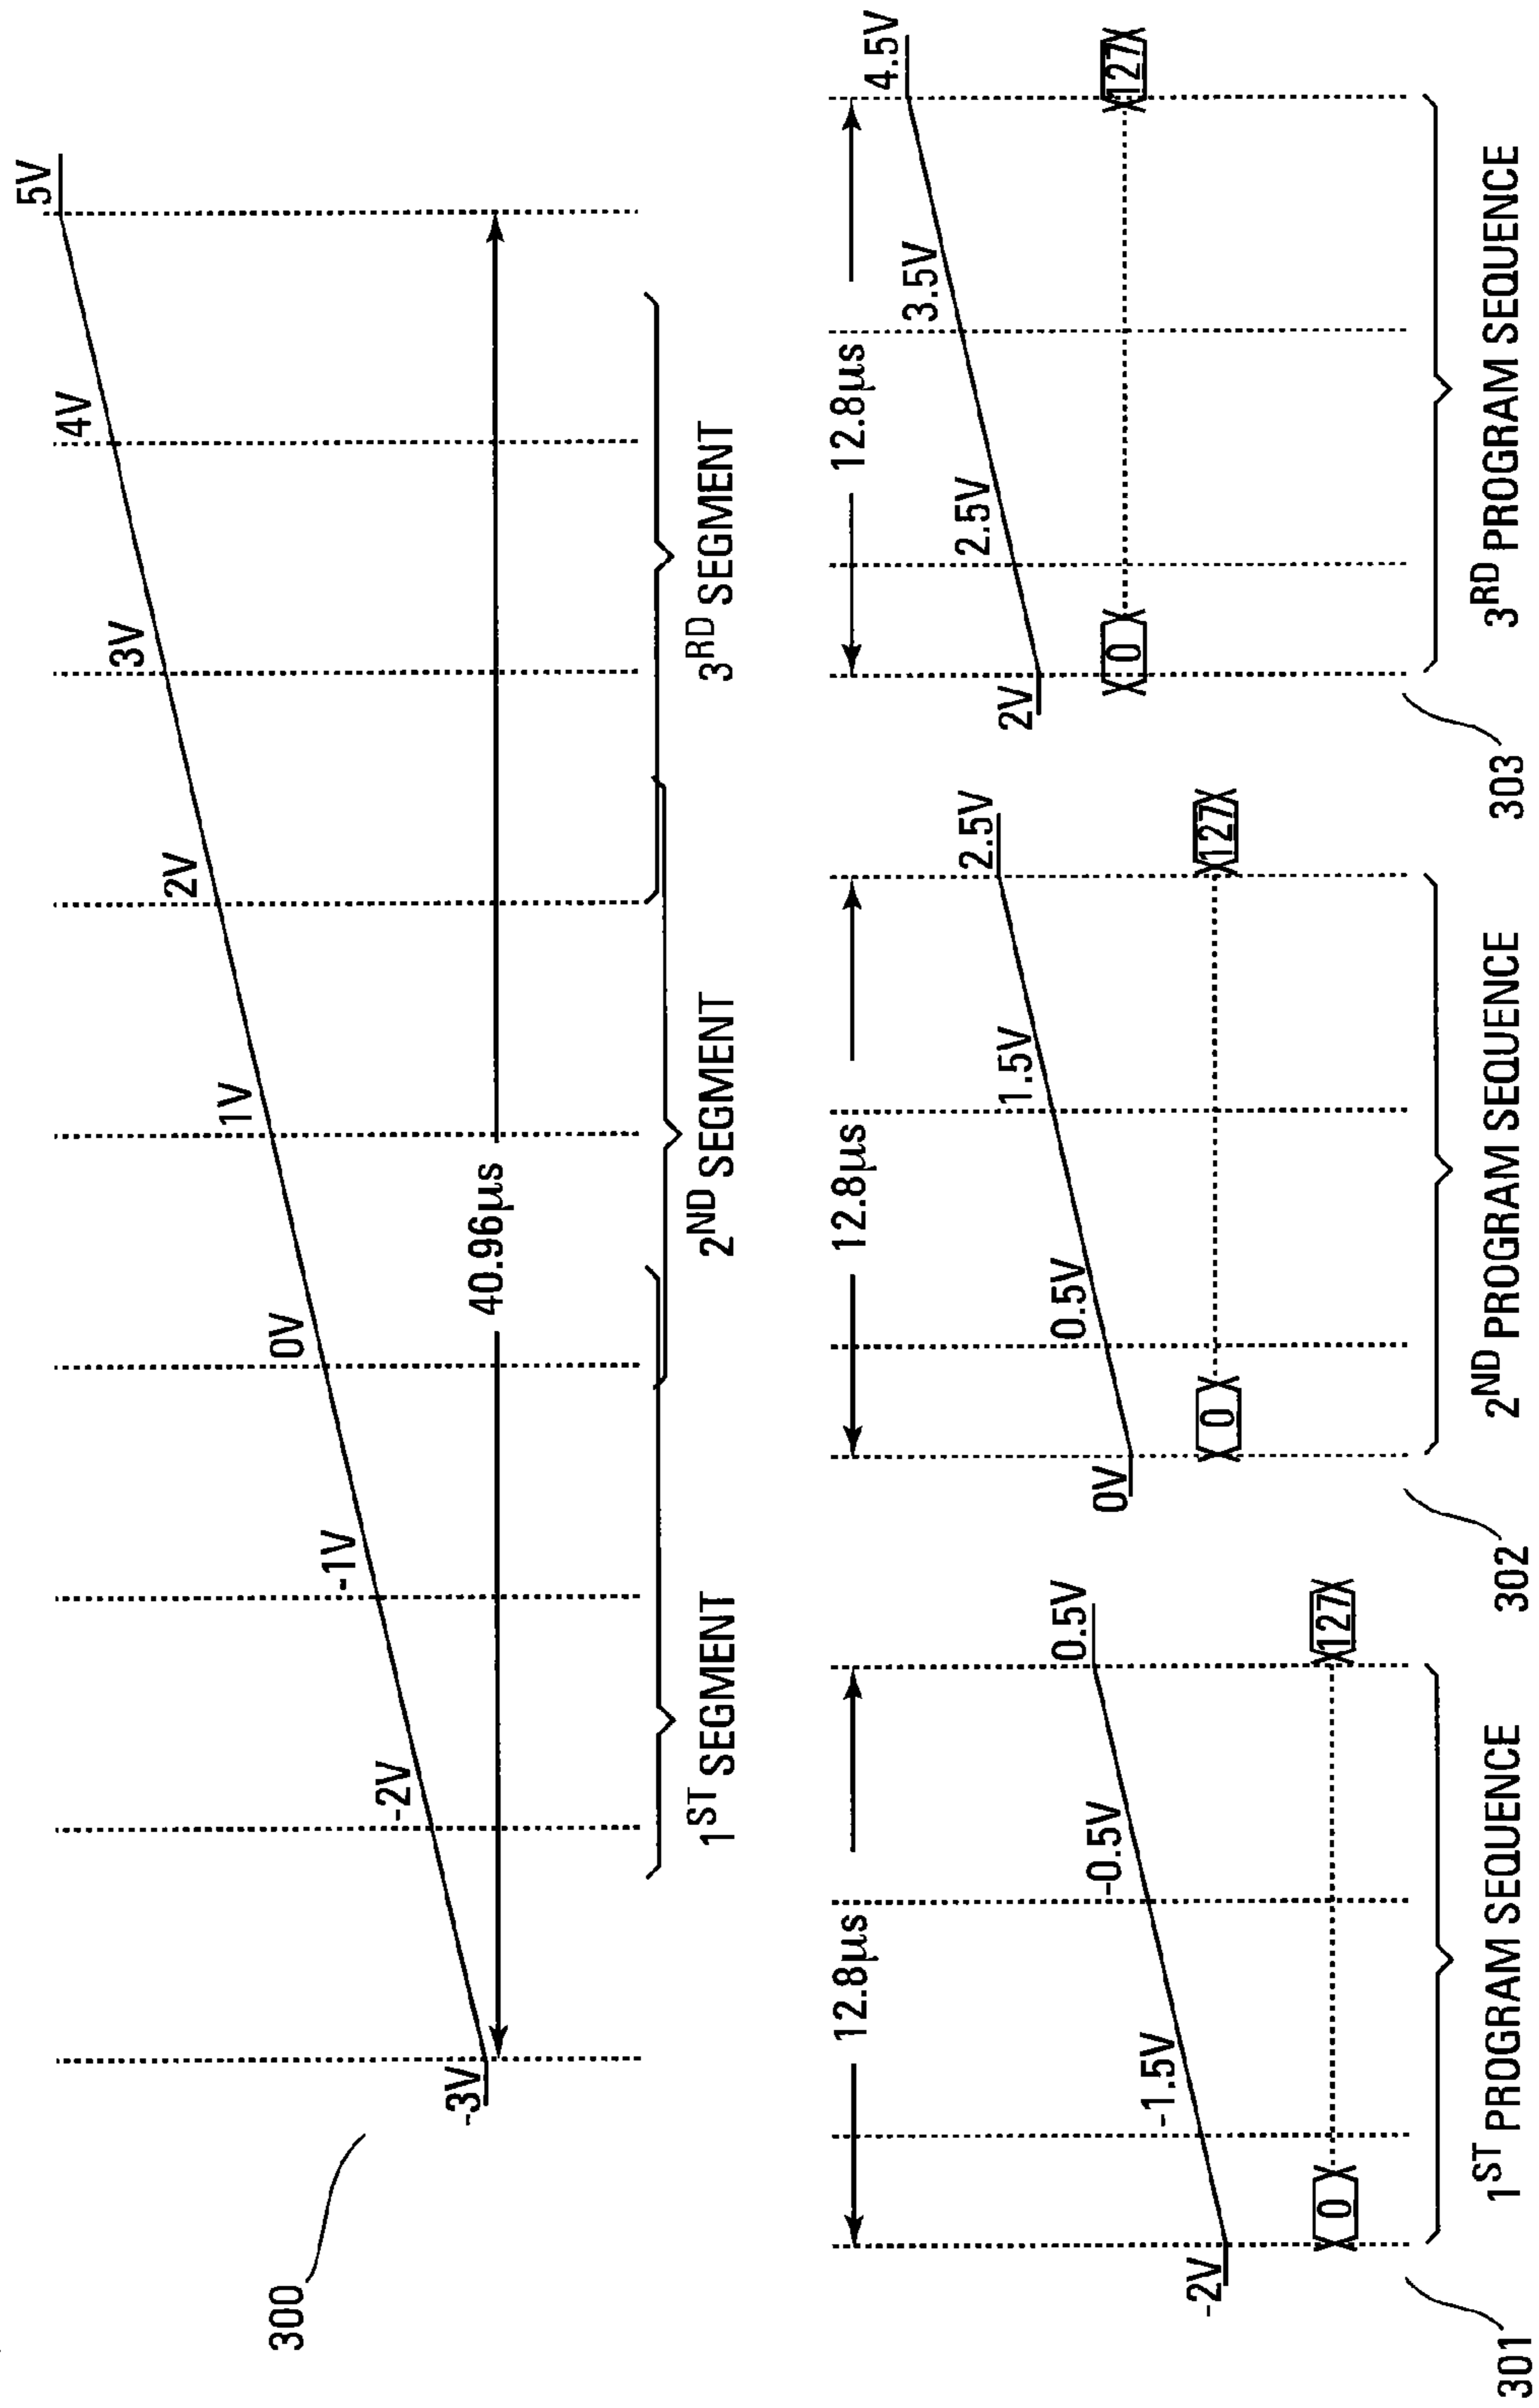 300
-3V
-2V
-1V
0V
1V
2V
3V
4V
5V
40.96µs
1ST SEGMENT
2ND SEGMENT
3RD SEGMENT
12.8µs
-2V
-1.5V
-0.5V
0.5V
0
127
1ST PROGRAM SEQUENCE
301
12.8µs
0V
0.5V
1.5V
2.5V
0
127
2ND PROGRAM SEQUENCE
302
12.8µs
2V
2.5V
3.5V
4.5V
0
127
3RD PROGRAM SEQUENCE
303